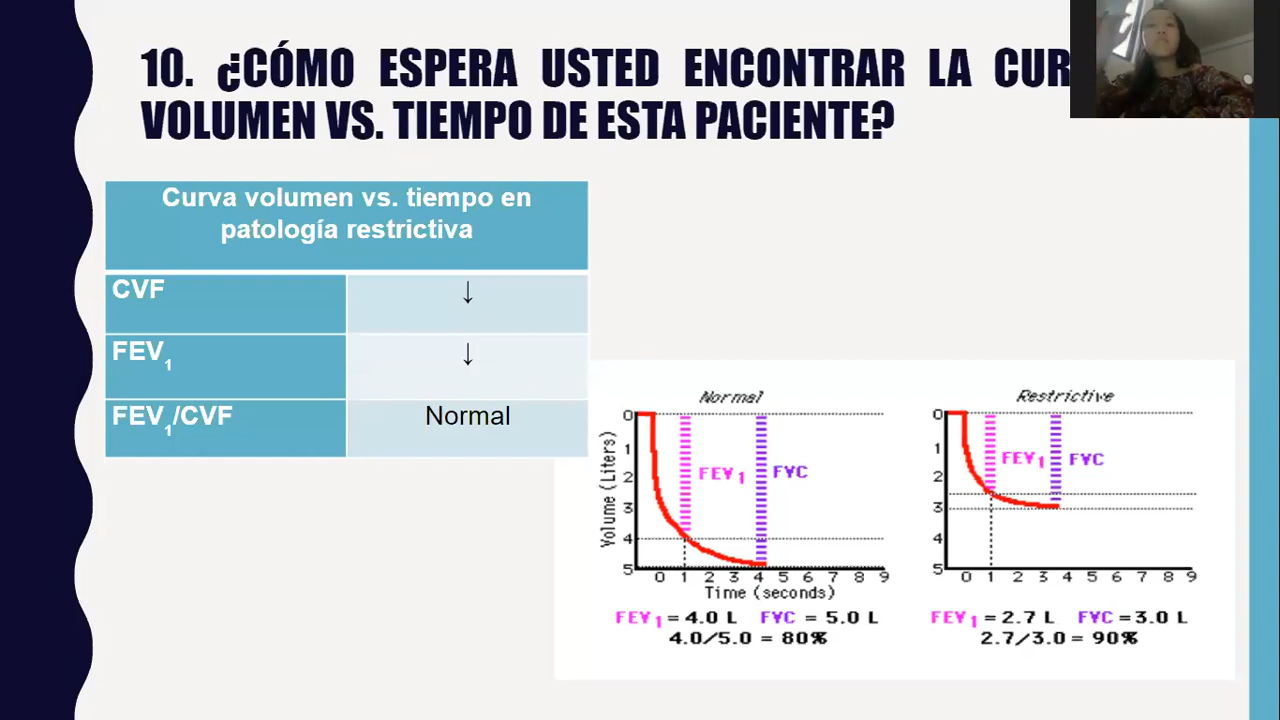 10. ¿CÓMO ESPERA USTED ENCONTRAR LA CUR
VOLUMEN VS. TIEMPO DE ESTA PACIENTE?
Curva volumen vs. tiempo en
patología restrictiva
CVF ↓
FEV1 ↓
FEV1/CVF Normal
Normal
Volume (Liters)
0
1
2
3
4
5
FEV1 FVC
0 1 2 3 4 5 6 7 8 9
Time (seconds)
FEV1 = 4.0 L FVC = 5.0 L
4.0/5.0 = 80%
Restrictive
0
1
2
3
4
5
FEV1 FVC
0 1 2 3 4 5 6 7 8 9
FEV1 = 2.7 L FVC = 3.0 L
2.7/3.0 = 90%